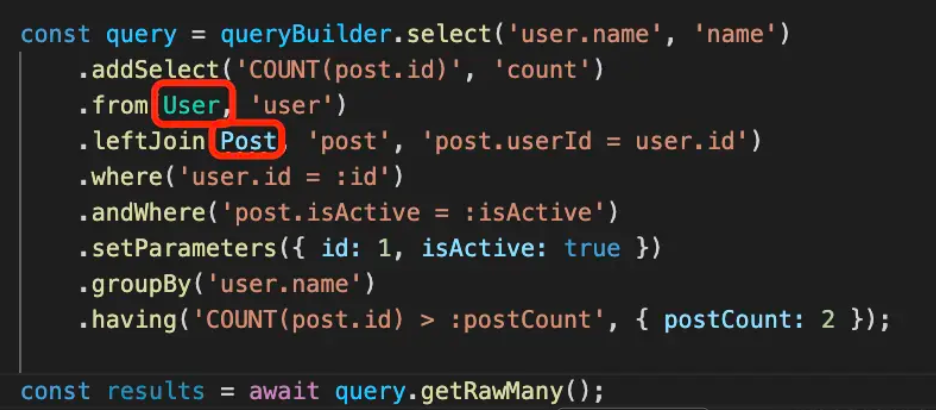 const query = queryBuilder.select('user.name', 'name')
.addSelect('COUNT(post.id)', 'count')
.from User, 'user')
.leftJoin Post, 'post', 'post.userId = user.id')
.where('user.id = :id')
.andWhere('post.isActive = :isActive')
.setParameters({ id: 1, isActive: true })
.groupBy('user.name')
.having('COUNT(post.id) > :postCount', { postCount: 2 });
const results = await query.getRawMany();